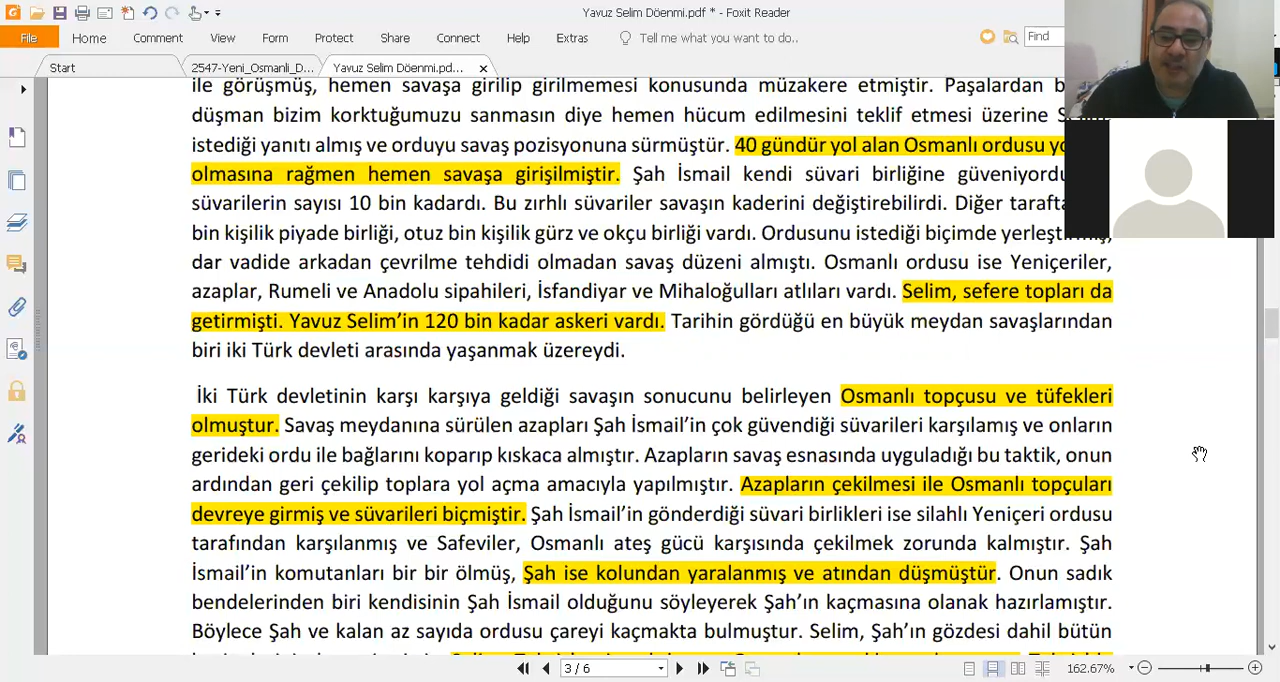 Yavuz Selim Döenmi.pdf * - Foxit Reader
File Home Comment View Form Protect Share Connect Help Extras Tell me what you want to do.. Find
Start 2547-Yeni_Osmanli_D... Yavuz Selim Döenmi.pd...
ile görüşmüş, hemen savaşa girilip girilmemesi konusunda müzakere etmiştir. Paşalardan
düşman bizim korktuğumuzu sanmasın diye hemen hücum edilmesini teklif etmesi üzerine
istediği yanıtı almış ve orduyu savaş pozisyonuna sürmüştür. 40 gündür yol alan Osmanlı ordusu
olmasına rağmen hemen savaşa girişilmiştir. Şah İsmail kendi süvari birliğine
süvarilerin sayısı 10 bin kadardı. Bu zırhlı süvariler savaşın kaderini değiştirebilirdi. Diğer
bin kişilik piyade birliği, otuz bin kişilik gürz ve okçu birliği vardı. Ordusunu istediği biçimde yerleştirmiş,
dar vadide arkadan çevrilme tehdidi olmadan savaş düzeni almıştı. Osmanlı ordusu ise Yeniçeriler,
azaplar, Rumeli ve Anadolu sipahileri, İsfandiyar ve Mihaloğulları atlıları vardı. Selim, sefere topları da
getirmişti. Yavuz Selim’in 120 bin kadar askeri vardı. Tarihin gördüğü en büyük meydan savaşlarından
biri iki Türk devleti arasında yaşanmak üzereydi.
İki Türk devletinin karşı karşıya geldiği savaşın sonucunu belirleyen Osmanlı topçusu ve tüfekleri
olmuştur. Savaş meydanına sürülen azapları Şah İsmail’in çok güvendiği süvarileri karşılamış ve onların
gerideki ordu ile bağlarını koparıp kıskaca almıştır. Azapların savaş esnasında uyguladığı bu taktik, onun
ardından geri çekilip toplara yol açma amacıyla yapılmıştır. Azapların çekilmesi ile Osmanlı topçuları
devreye girmiş ve süvarileri biçmiştir. Şah İsmail’in gönderdiği süvari birlikleri ise silahlı Yeniçeri ordusu
tarafından karşılanmış ve Safeviler, Osmanlı ateş gücü karşısında çekilmek zorunda kalmıştır. Şah
İsmail’in komutanları bir bir ölmüş, Şah ise kolundan yaralanmış ve atından düşmüştür. Onun sadık
bendelerinden biri kendisinin Şah İsmail olduğunu söyleyerek Şah’ın kaçmasına olanak hazırlamıştır.
Böylece Şah ve kalan az sayıda ordusu çareyi kaçmakta bulmuştur. Selim, Şah’ın gözdesi dahil bütün
3 / 6 162.67%